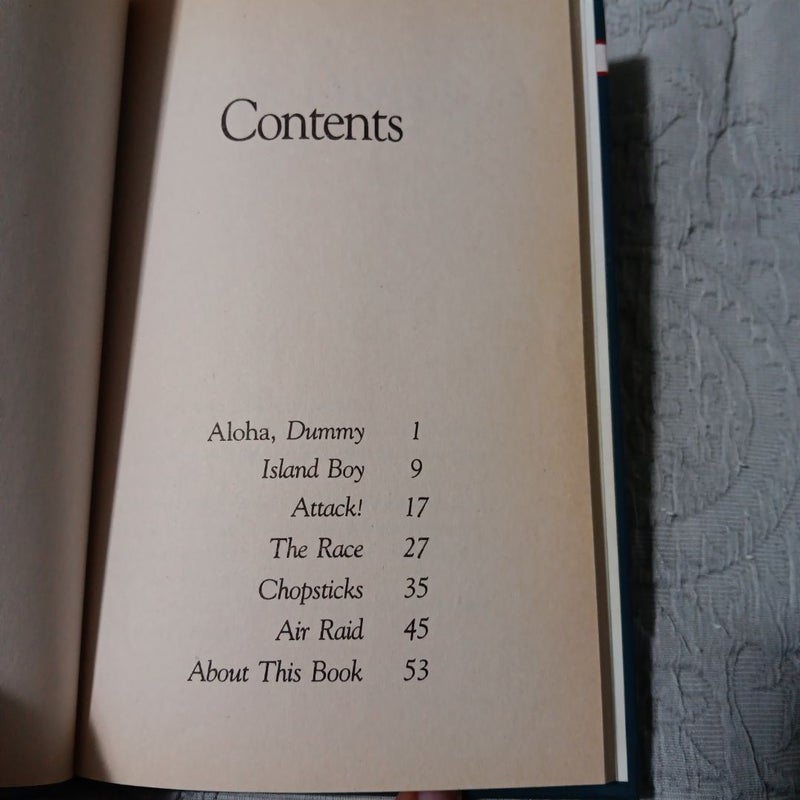 Contents
Aloha, Dummy 1
Island Boy 9
Attack! 17
The Race 27
Chopsticks 35
Air Raid 45
About This Book 53